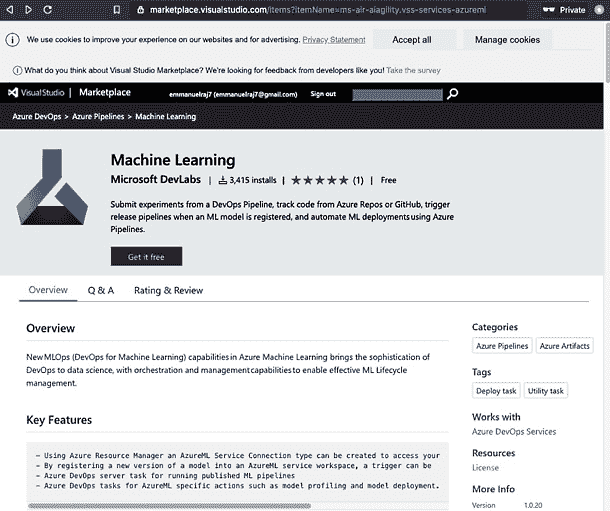 marketplace.visualstudio.com/items?itemName=ms-air-aiagility.vss-services-azureml
Private
We use cookies to improve your experience on our websites and for advertising. Privacy Statement
Accept all
Manage cookies
What do you think about Visual Studio Marketplace? We're looking for feedback from developers like you! Take the survey
Visual Studio | Marketplace
emmanuelraj7 (emmanuelraj7@gmail.com)
Sign out
Azure DevOps > Azure Pipelines > Machine Learning
Machine Learning
Microsoft DevLabs | 3,415 installs | ★★★★★ (1) | Free
Submit experiments from a DevOps Pipeline, track code from Azure Repos or GitHub, trigger
release pipelines when an ML model is registered, and automate ML deployments using Azure
Pipelines.
Get it free
Overview
Q & A
Rating & Review
Overview
New MLOps (DevOps for Machine Learning) capabilities in Azure Machine Learning brings the sophistication of
DevOps to data science, with orchestration and management capabilities to enable effective ML Lifecycle
management.
Key Features
- Using Azure Resource Manager an AzureML Service Connection type can be created to access your
- By registering a new version of a model into an AzureML service workspace, a trigger can be
- Azure DevOps server task for running published ML pipelines
- Azure DevOps tasks for AzureML specific actions such as model profiling and model deployment.
Categories
Azure Pipelines
Azure Artifacts
Tags
Deploy task
Utility task
Works with
Azure DevOps Services
Resources
License
More Info
Version 1.0.20